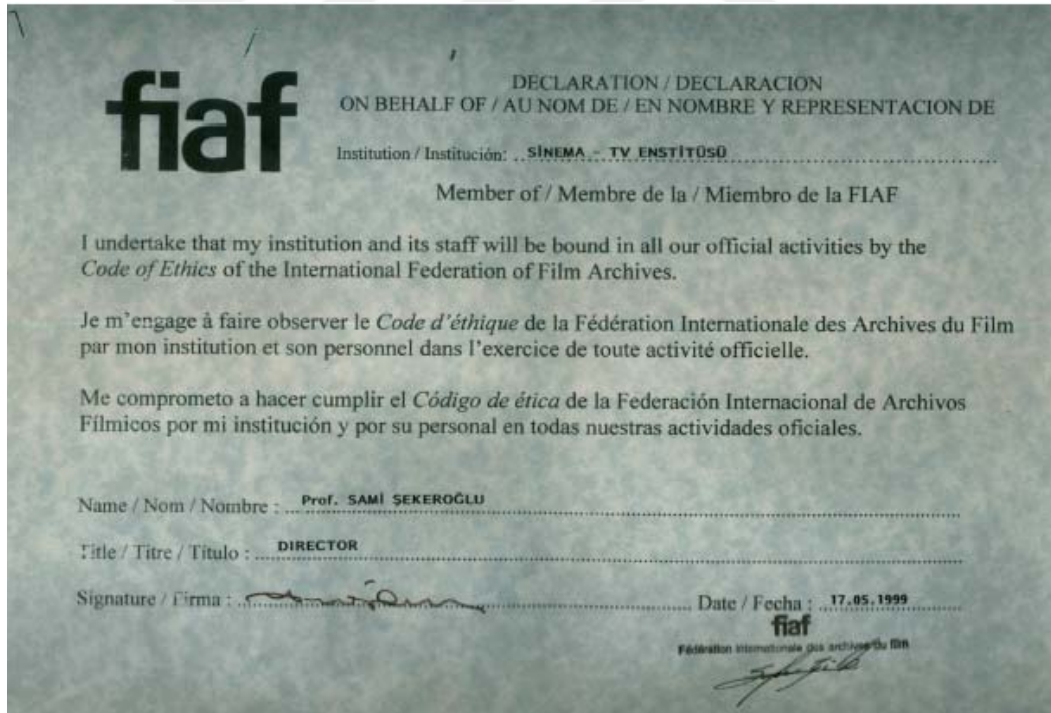 fiaf
DECLARATION / DECLARACION
ON BEHALF OF / AU NOM DE / EN NOMBRE Y REPRESENTACION DE
Institution / Institución: ..SİNEMA - TV ENSTİTÜSÜ
Member of / Membre de la / Miembro de la FIAF
I undertake that my institution and its staff will be bound in all our official activities by the
Code of Ethics of the International Federation of Film Archives.
Je m'engage à faire observer le Code d'éthique de la Fédération Internationale des Archives du Film
par mon institution et son personnel dans l'exercice de toute activité officielle.
Me comprometo a hacer cumplir el Código de ética de la Federación Internacional de Archivos
Fílmicos por mi institución y por su personal en todas nuestras actividades oficiales.
Name / Nom / Nombre : Prof. SAMİ ŞEKEROĞLU
Title / Titre / Título : DIRECTOR
Signature / Firma : Date / Fecha : 17.05.1999
fiaf
Fédération internationale des archives du film